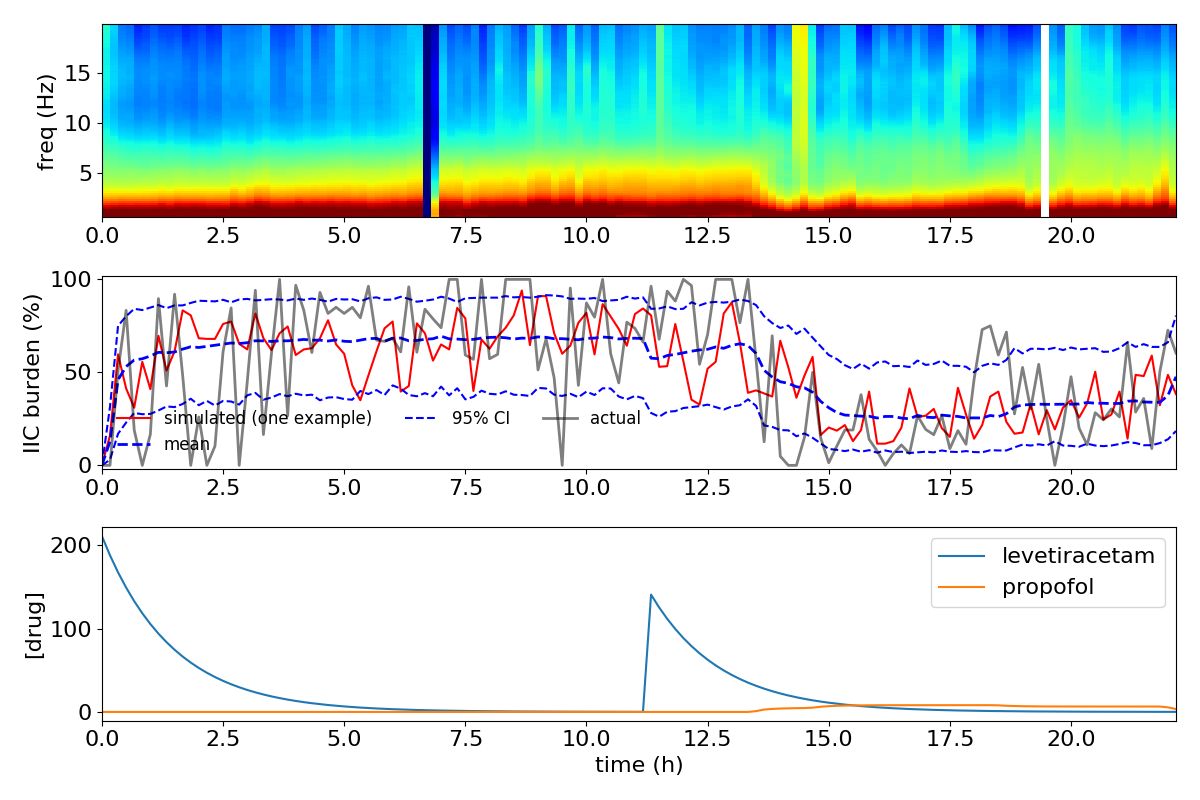 freq (Hz)
15
10
5
0.0 2.5 5.0 7.5 10.0 12.5 15.0 17.5 20.0
IIC burden (%)
100
50
0
simulated (one example) 95% CI actual
mean
0.0 2.5 5.0 7.5 10.0 12.5 15.0 17.5 20.0
[drug]
200
100
0
levetiracetam
propofol
0.0 2.5 5.0 7.5 10.0 12.5 15.0 17.5 20.0
time (h)